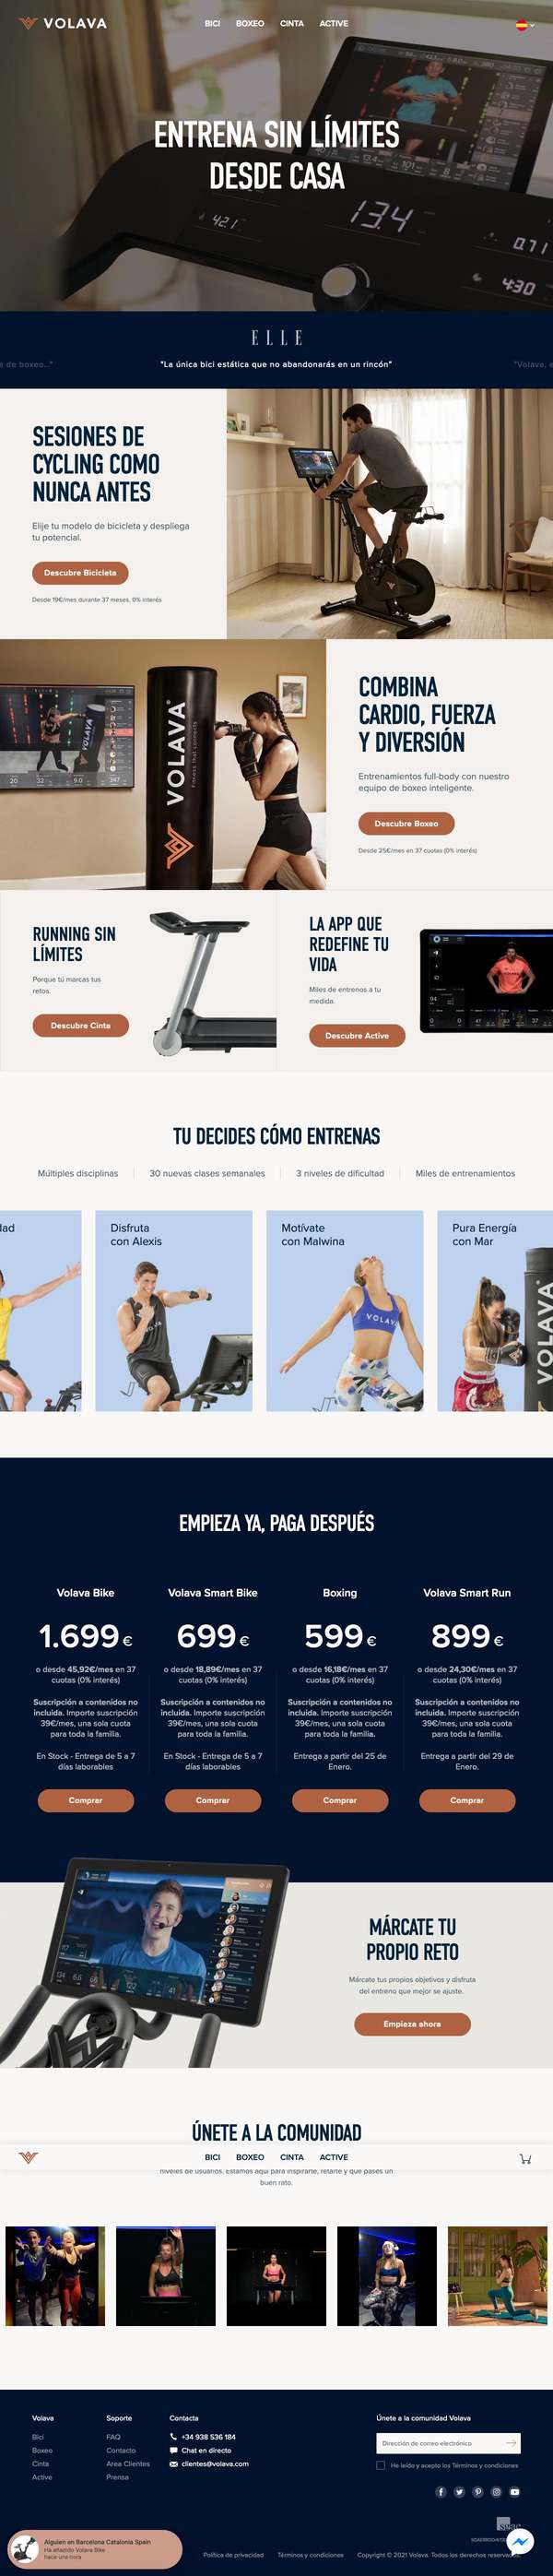 VOLAVA
BICI BOXEO CINTA ACTIVE
ENTRENA SIN LÍMITES
DESDE CASA
42.1
134
0.71
4:30
ELLE
"La única bici estática que no abandonarás en un rincón"
SESIONES DE
CYCLING COMO
NUNCA ANTES
Elije tu modelo de bicicleta y despliega
tu potencial.
Descubre Bicicleta
Desde 19€/mes durante 37 meses, 0% interés
VOLAVA
COMBINA
CARDIO, FUERZA
Y DIVERSIÓN
Entrenamientos full-body con nuestro
equipo de boxeo inteligente.
Descubre Boxeo
Desde 25€/mes en 37 cuotas (0% interés)
RUNNING SIN
LÍMITES
Porque tú marcas tus
retos.
Descubre Cinta
LA APP QUE
REDEFINE TU
VIDA
Miles de entrenos a tu
medida.
Descubre Active
TU DECIDES CÓMO ENTRENAS
Múltiples disciplinas
30 nuevas clases semanales
3 niveles de dificultad
Miles de entrenamientos
Disfruta
con Alexis
Motívate
con Malwina
VOLAVA
Pura Energía
con Mar
VOLAVA
EMPIEZA YA, PAGA DESPUÉS
Volava Bike
1.699 €
o desde 45,92€/mes en 37
cuotas (0% interés)
Suscripción a contenidos no
incluida. Importe suscripción
39€/mes, una sola cuota
para toda la familia.
En Stock - Entrega de 5 a 7
días laborables
Comprar
Volava Smart Bike
699 €
o desde 18,89€/mes en 37
cuotas (0% interés)
Suscripción a contenidos no
incluida. Importe suscripción
39€/mes, una sola cuota
para toda la familia.
En Stock - Entrega de 5 a 7
días laborables
Comprar
Boxing
599 €
o desde 16,18€/mes en 37
cuotas (0% interés)
Suscripción a contenidos no
incluida. Importe suscripción
39€/mes, una sola cuota
para toda la familia.
Entrega a partir del 25 de
Enero.
Comprar
Volava Smart Run
899 €
o desde 24,30€/mes en 37
cuotas (0% interés)
Suscripción a contenidos no
incluida. Importe suscripción
39€/mes, una sola cuota
para toda la familia.
Entrega a partir del 29 de
Enero.
Comprar
MÁRCATE TU
PROPIO RETO
Márcate tus propios objetivos y disfruta
del entreno que mejor se ajuste.
Empieza ahora
ÚNETE A LA COMUNIDAD
BICI BOXEO CINTA ACTIVE
niveles de usuarios. Estamos aquí para inspirarte, retarte y que pases un
buen rato.
Volava
Bici
Boxeo
Cinta
Active
Soporte
FAQ
Contacto
Area Clientes
Prensa
Contacta
+34 938 536 184
Chat en directo
clientes@volava.com
Únete a la comunidad Volava
Dirección de correo electrónico
He leído y acepto los Términos y condiciones
Alguien en Barcelona Catalonia Spain
Ha añadido Volava Bike
hace una hora
Política de privacidad
Términos y condiciones
Copyright © 2021 Volava. Todos los derechos